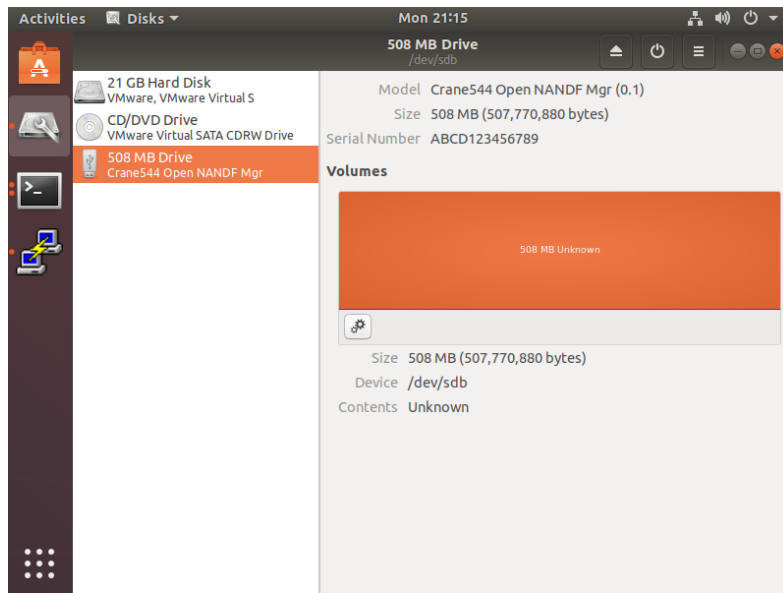 Activities Disks Mon 21:15
508 MB Drive
/dev/sdb
21 GB Hard Disk
VMware, VMware Virtual S
CD/DVD Drive
VMware Virtual SATA CDRW Drive
508 MB Drive
Crane544 Open NANDF Mgr
Model Crane544 Open NANDF Mgr (0.1)
Size 508 MB (507,770,880 bytes)
Serial Number ABCD123456789
Volumes
508 MB Unknown
Size 508 MB (507,770,880 bytes)
Device /dev/sdb
Contents Unknown